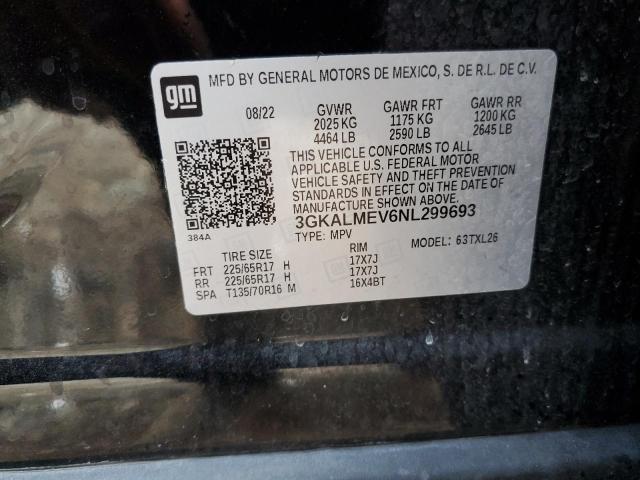 gm
MFD BY GENERAL MOTORS DE MEXICO, S. DE R.L. DE C.V.
08/22 GVWR GAWR FRT GAWR RR
2025 KG 1175 KG 1200 KG
4464 LB 2590 LB 2645 LB
THIS VEHICLE CONFORMS TO ALL
APPLICABLE U.S. FEDERAL MOTOR
VEHICLE SAFETY AND THEFT PREVENTION
STANDARDS IN EFFECT ON THE DATE OF
MANUFACTURE SHOWN ABOVE.
3GKALMEV6NL299693
384A TYPE: MPV MODEL: 63TXL26
TIRE SIZE RIM
FRT 225/65R17 H 17X7J
RR 225/65R17 H 17X7J
SPA T135/70R16 M 16X4BT